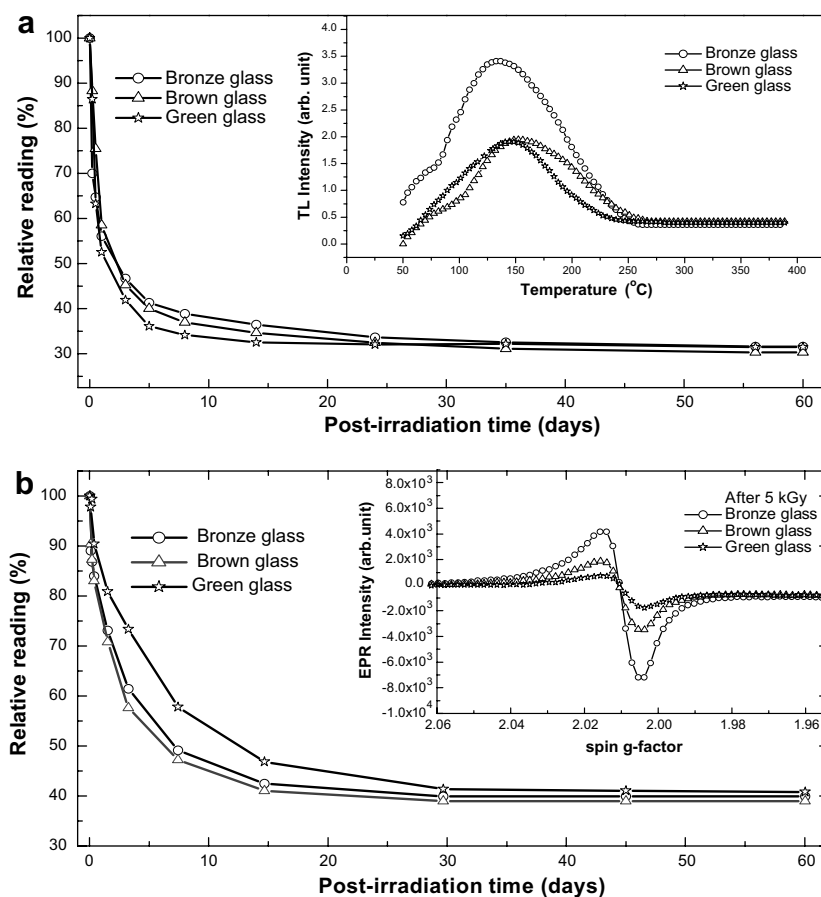 a
100
90
80
70
60
50
40
30
Relative reading (%)
0
10
20
30
40
50
60
Post-irradiation time (days)
Bronze glass
Brown glass
Green glass
4.0
3.5
3.0
2.5
1.8
1.3
0.9
0.4
0.0
TL Intensity (arb. unit)
0
50
100
150
200
250
300
350
400
Temperature (°C)
Bronze glass
Brown glass
Green glass
b
100
90
80
70
60
50
40
30
Relative reading (%)
0
10
20
30
40
50
60
Post-irradiation time (days)
Bronze glass
Brown glass
Green glass
8.0x10³
6.0x10³
4.0x10³
2.0x10³
0.0
-2.0x10³
-4.0x10³
-6.0x10³
-8.0x10³
-1.0x10⁴
EPR Intensity (arb.unit)
2.06
2.04
2.02
2.00
1.98
1.96
spin g-factor
After 5 kGy
Bronze glass
Brown glass
Green glass